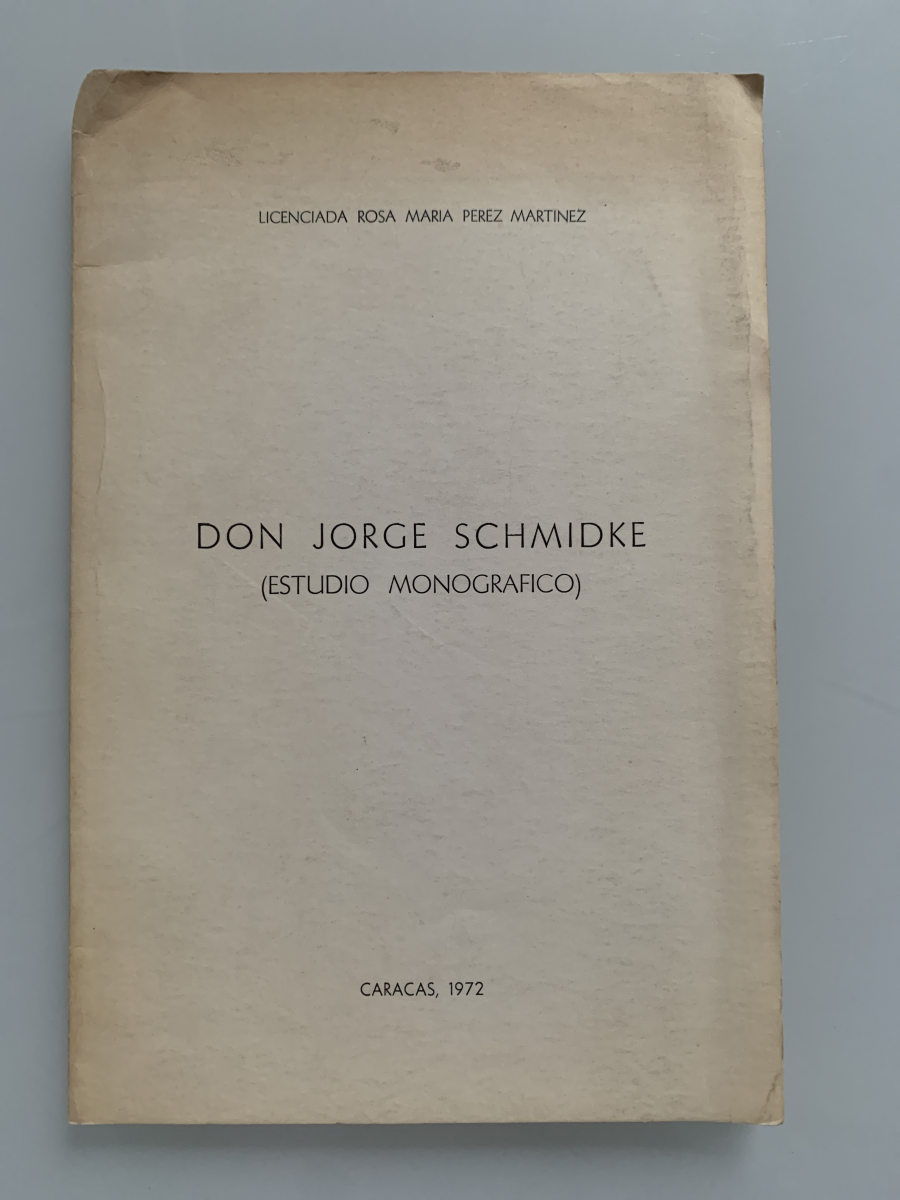 LICENCIADA ROSA MARIA PEREZ MARTINEZ
DON JORGE SCHMIDKE
(ESTUDIO MONOGRAFICO)
CARACAS, 1972